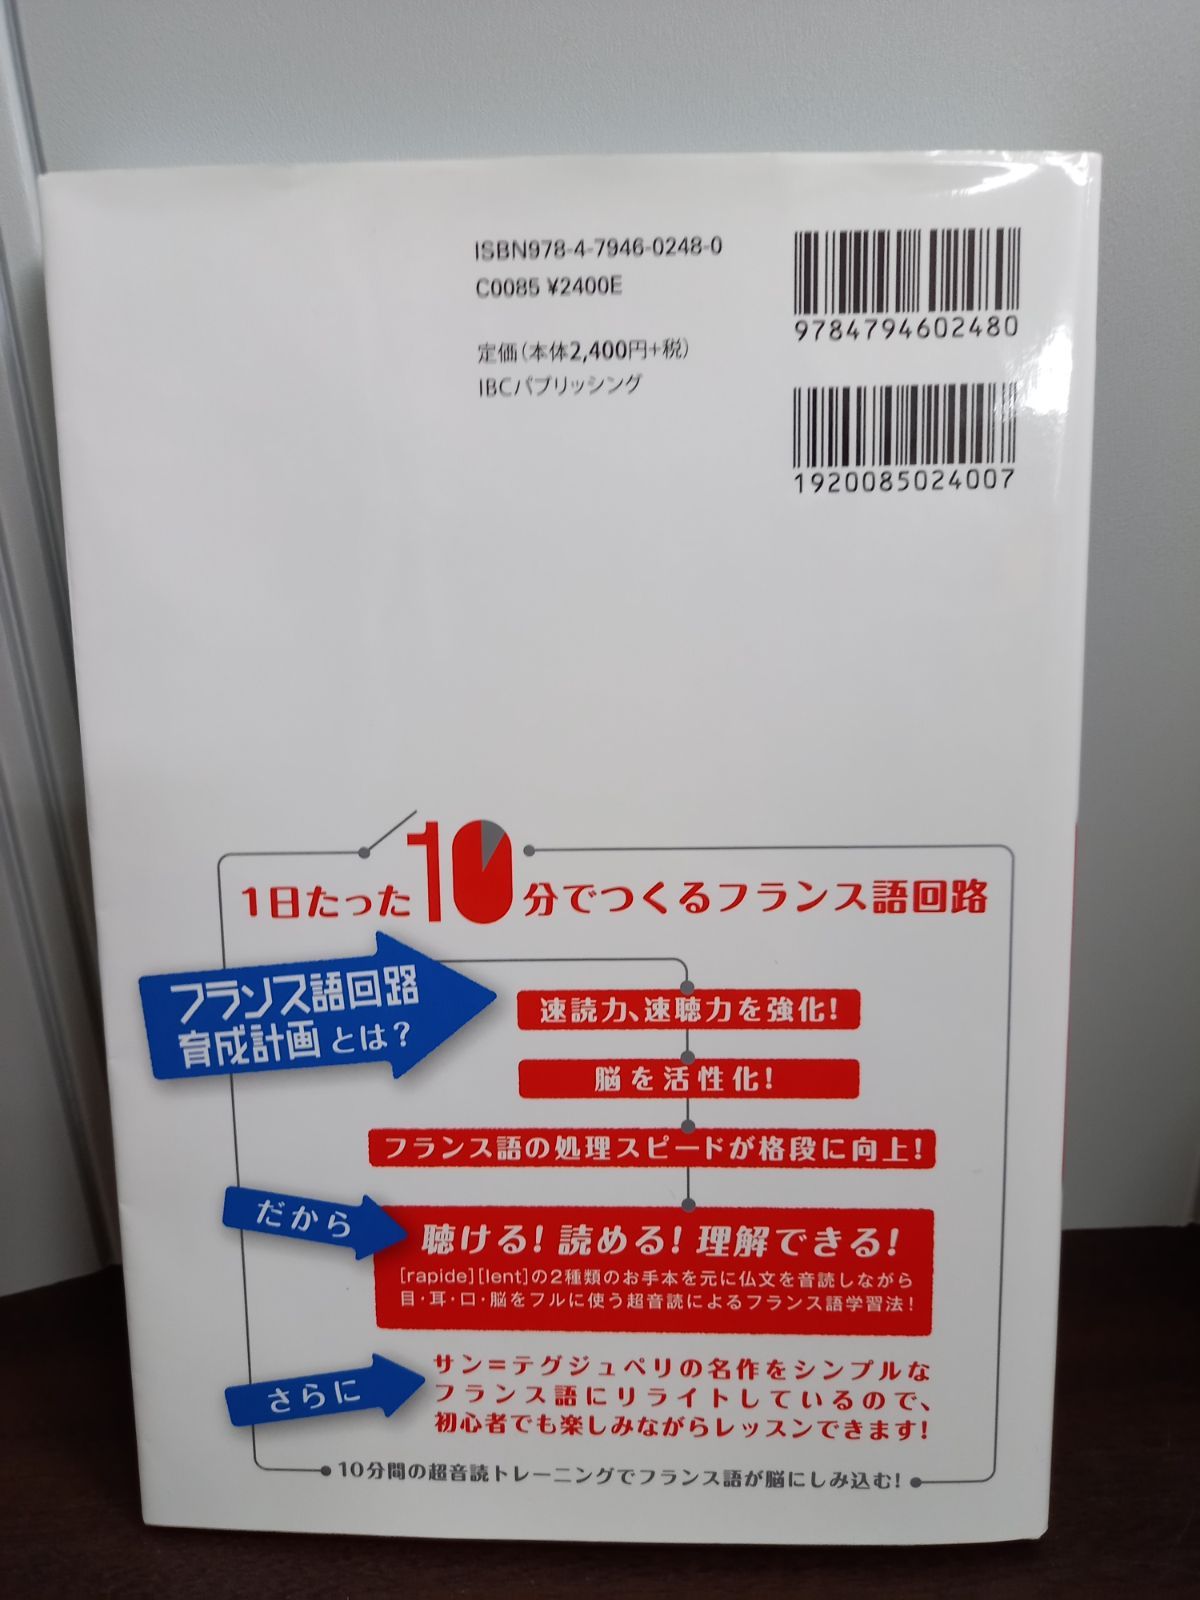 ISBN978-4-7946-0248-0
C0085 ¥2400E
定価(本体2,400円+税)
IBCパブリッシング
9784794602480
1920085024007
1日たった10分でつくるフランス語回路
フランス語回路
育成計画とは?
速読力、速聴力を強化!
脳を活性化!
フランス語の処理スピードが格段に向上!
だから
聴ける!読める!理解できる!
[rapide][lent]の2種類のお手本を元に仏文を音読しながら
目・耳・口・脳をフルに使う超音読によるフランス語学習法!
さらに
サン=テグジュペリの名作をシンプルな
フランス語にリライトしているので、
初心者でも楽しみながらレッスンできます!
10分間の超音読トレーニングでフランス語が脳にしみ込む!